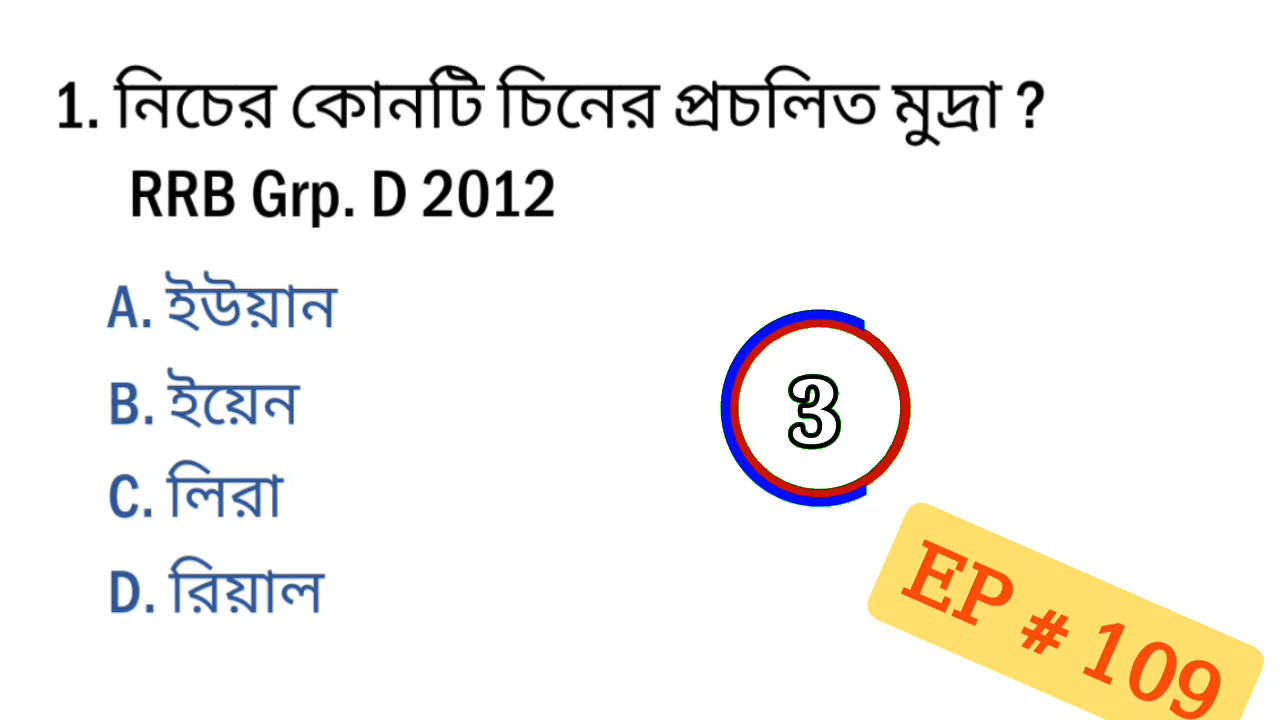 1. নিচের কোনটি চিনের প্রচলিত মুদ্রা ?
RRB Grp. D 2012
A. ইউয়ান
B. ইয়েন
C. লিরা
D. রিয়াল
3
EP # 109